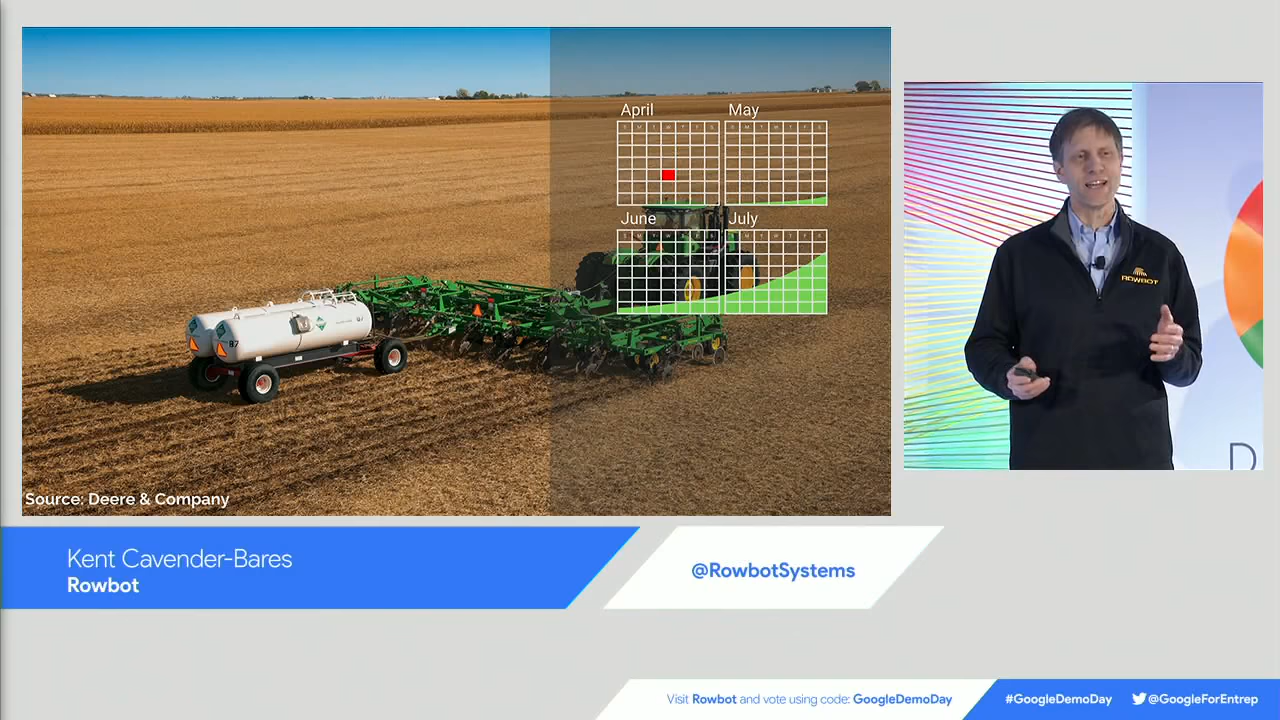 April
May
S M T W T F S
S M T W T F S
June
July
S M T W T F S
M T W T F S
87
Source: Deere & Company
ROWBOT
D
Kent Cavender-Bares
Rowbot
@RowbotSystems
Visit Rowbot and vote using code: GoogleDemoDay
#GoogleDemoDay
@GoogleForEntrep